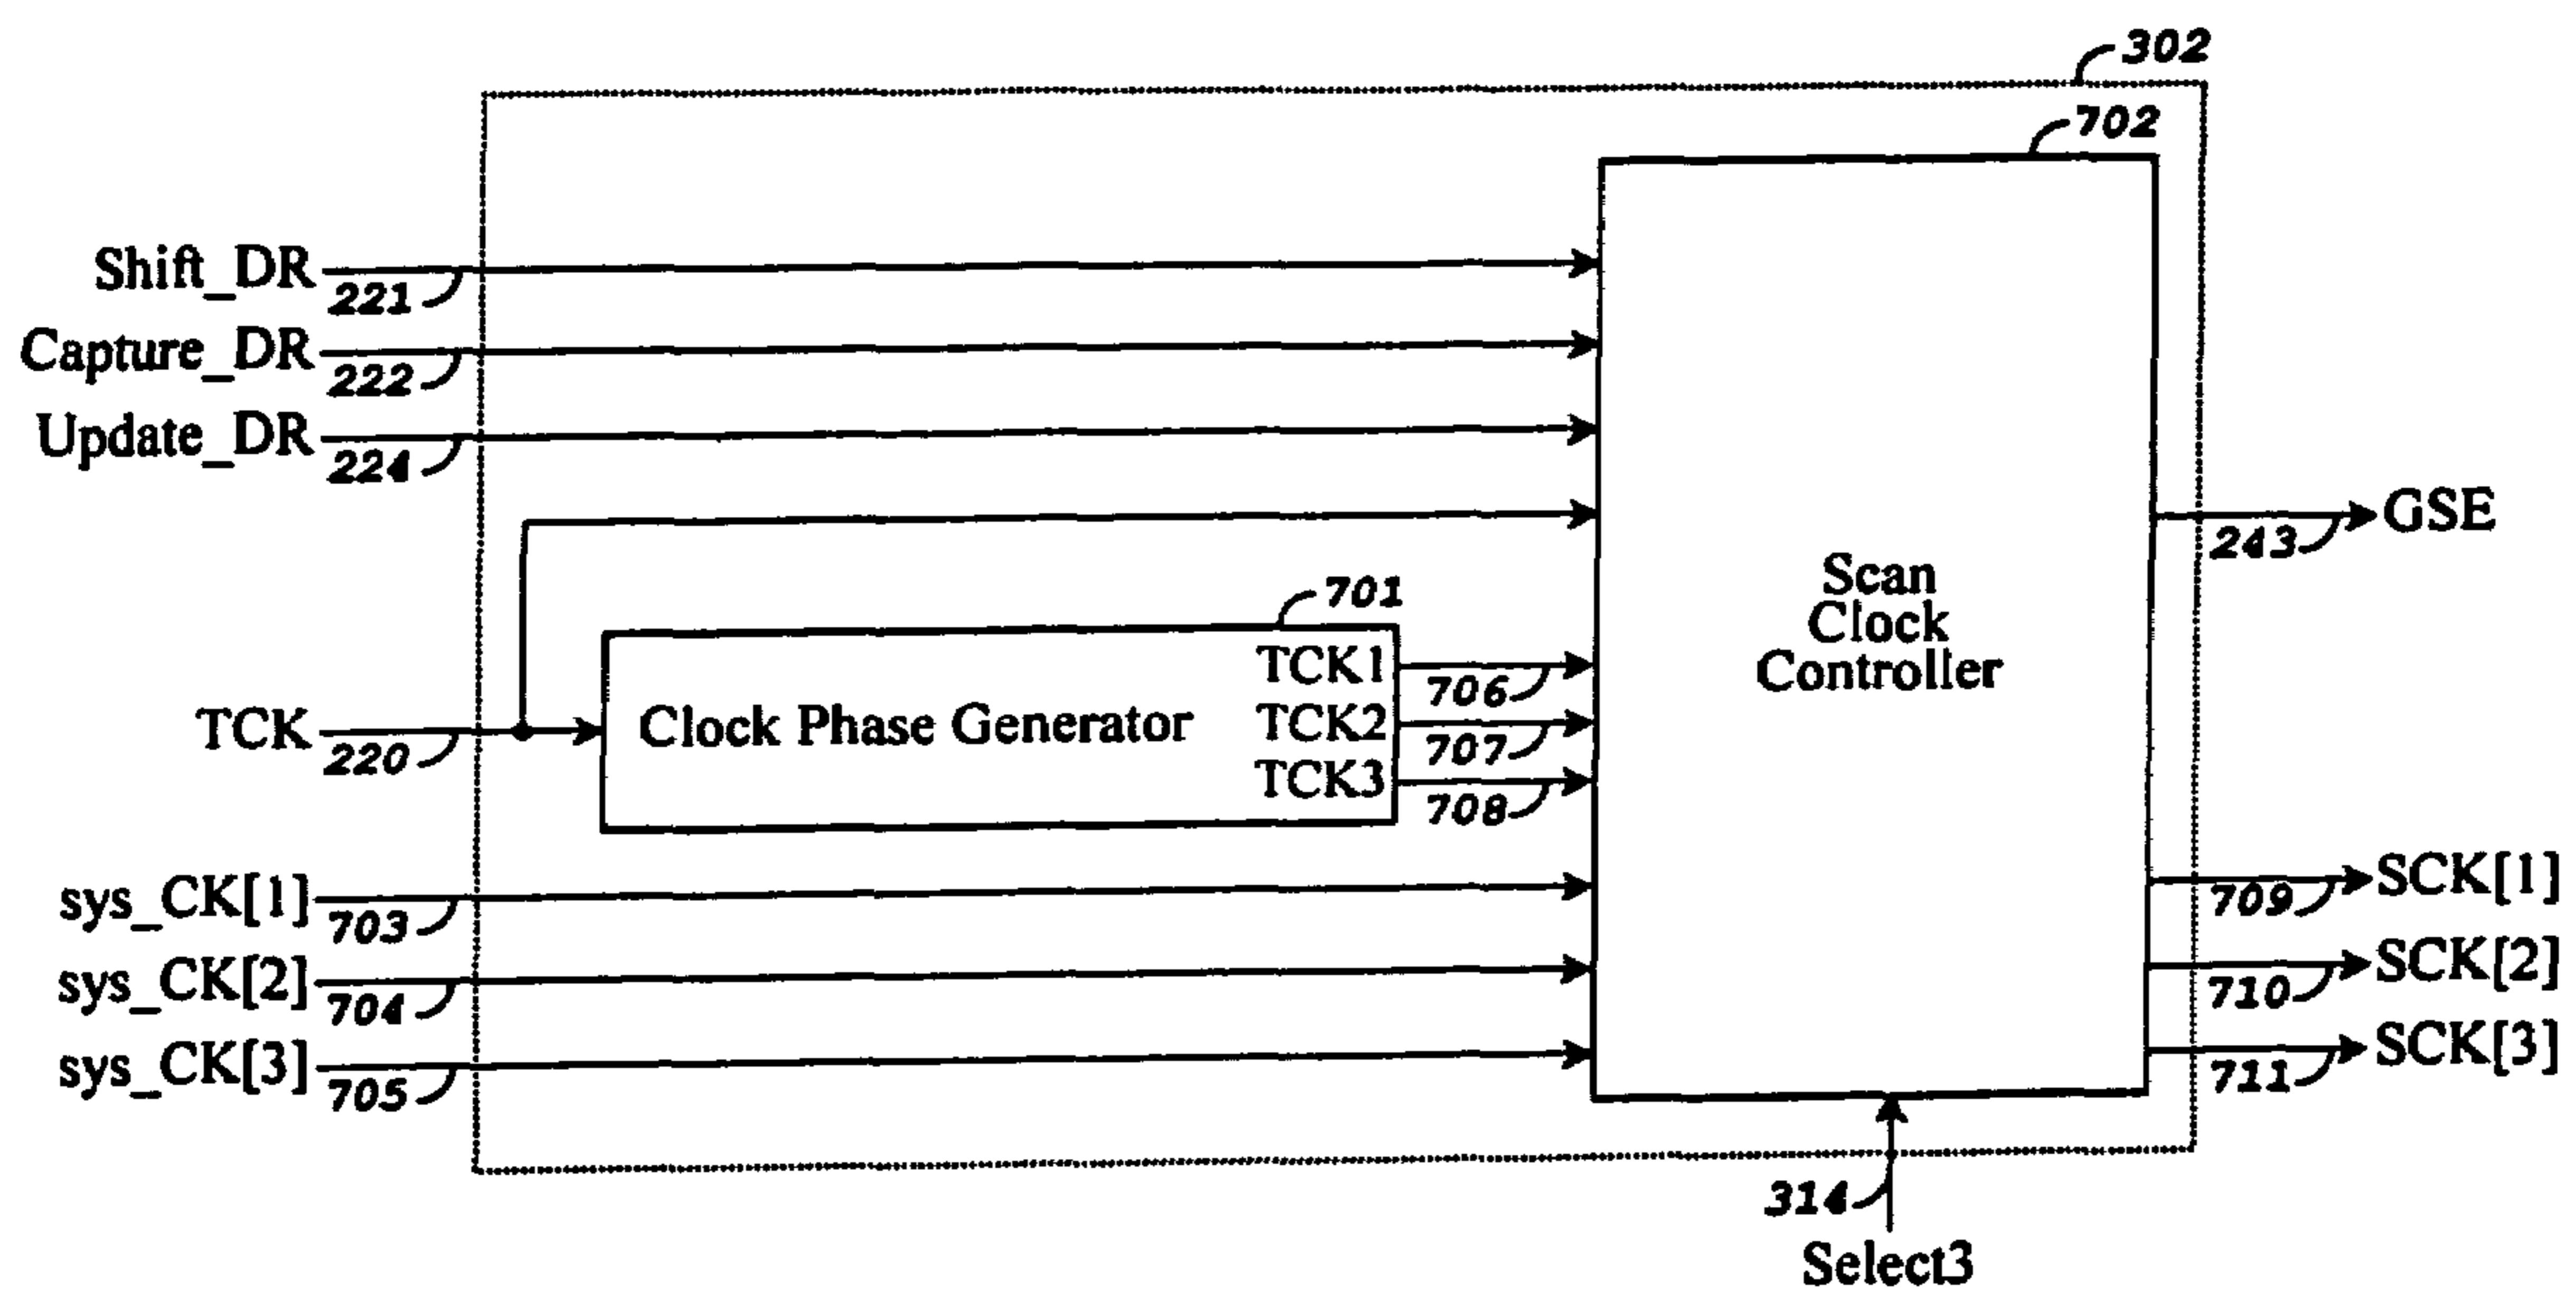 302
702
Shift_DR
221
Capture_DR
222
Update_DR
224
GSE
243
Scan
Clock
Controller
701
TCK1
706
Clock Phase Generator
TCK2
707
TCK3
708
TCK
220
sys_CK[1]
703
SCK[1]
709
sys_CK[2]
704
SCK[2]
710
sys_CK[3]
705
SCK[3]
711
314
Select3